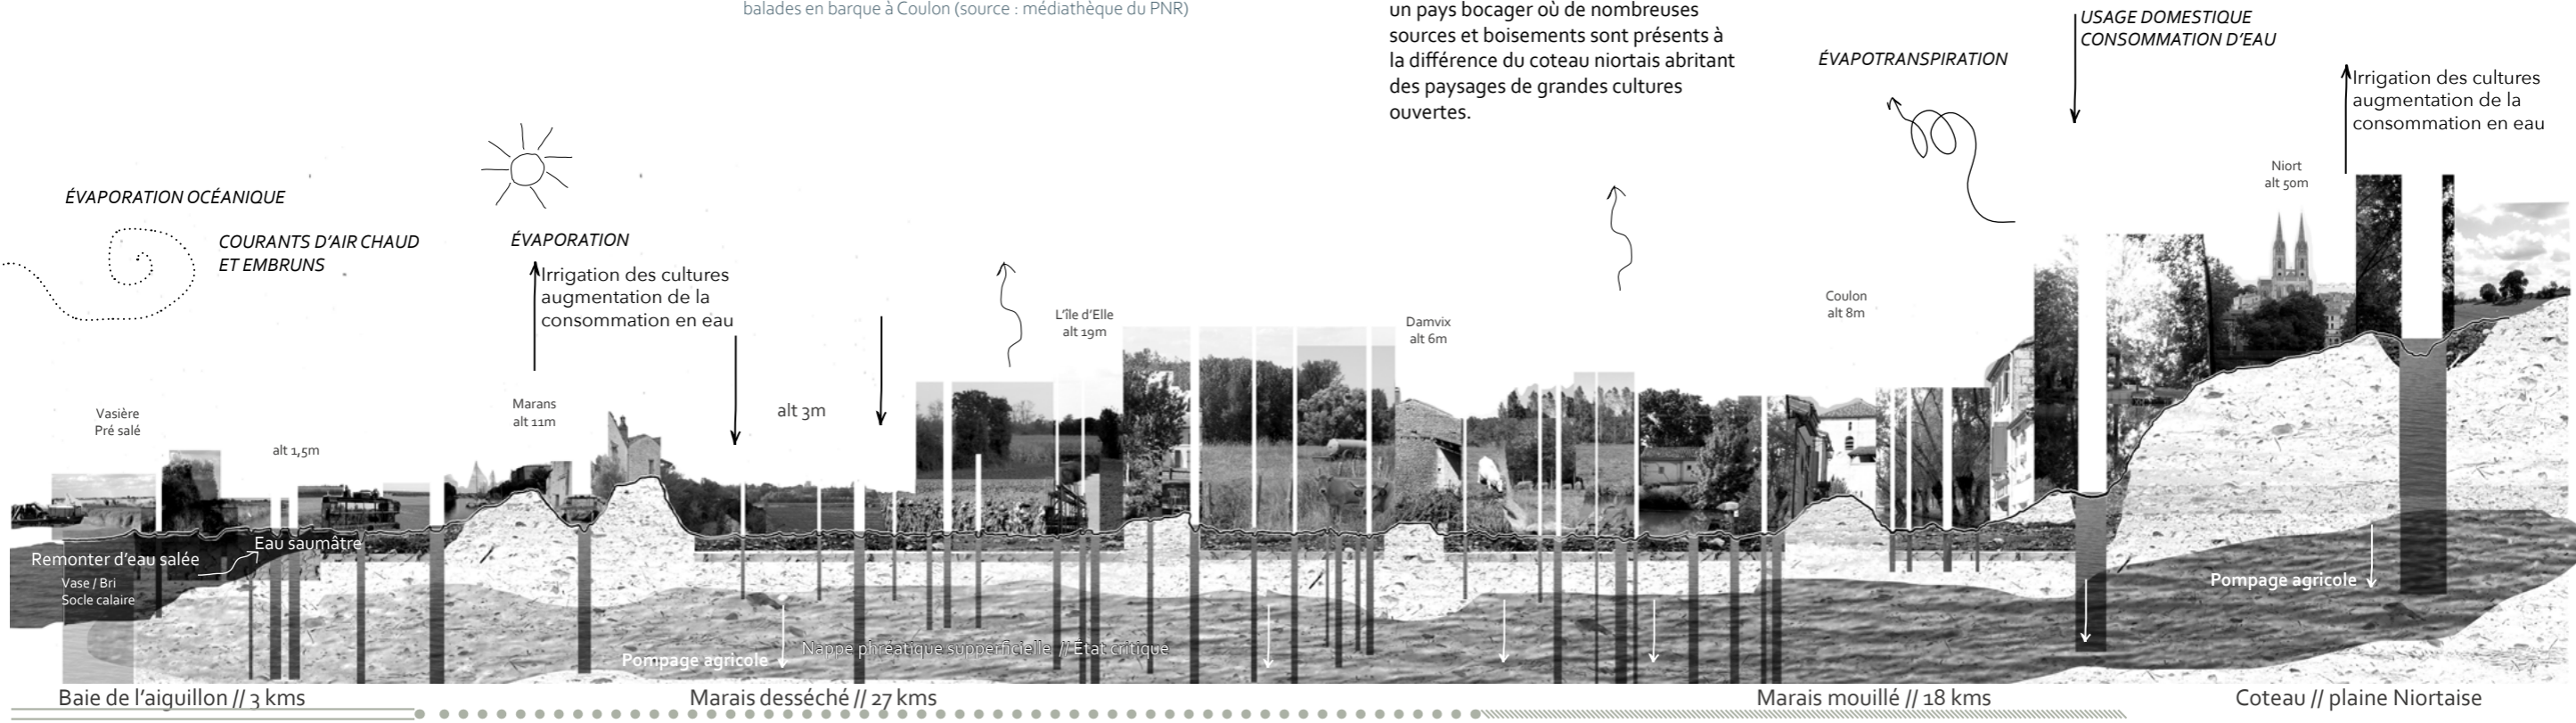 balades en barque à Coulon (source : médiathèque du PNR)
un pays bocager où de nombreuses
sources et boisements sont présents à
la différence du coteau niortais abritant
des paysages de grandes cultures
ouvertes.
USAGE DOMESTIQUE
CONSOMMATION D'EAU
ÉVAPOTRANSPIRATION
Irrigation des cultures
augmentation de la
consommation en eau
Niort
alt 50m
ÉVAPORATION OCÉANIQUE
COURANTS D'AIR CHAUD
ET EMBRUNS
ÉVAPORATION
Irrigation des cultures
augmentation de la
consommation en eau
L'île d'Elle
alt 19m
Damvix
alt 6m
Coulon
alt 8m
Vasière
Pré salé
alt 1,5m
Marans
alt 11m
alt 3m
Eau saumâtre
Remonter d'eau salée
Vase / Bri
Socle calaire
Pompage agricole
Nappe phréatique supperficielle // État critique
Pompage agricole
Baie de l'aiguillon // 3 kms
Marais desséché // 27 kms
Marais mouillé // 18 kms
Coteau // plaine Niortaise